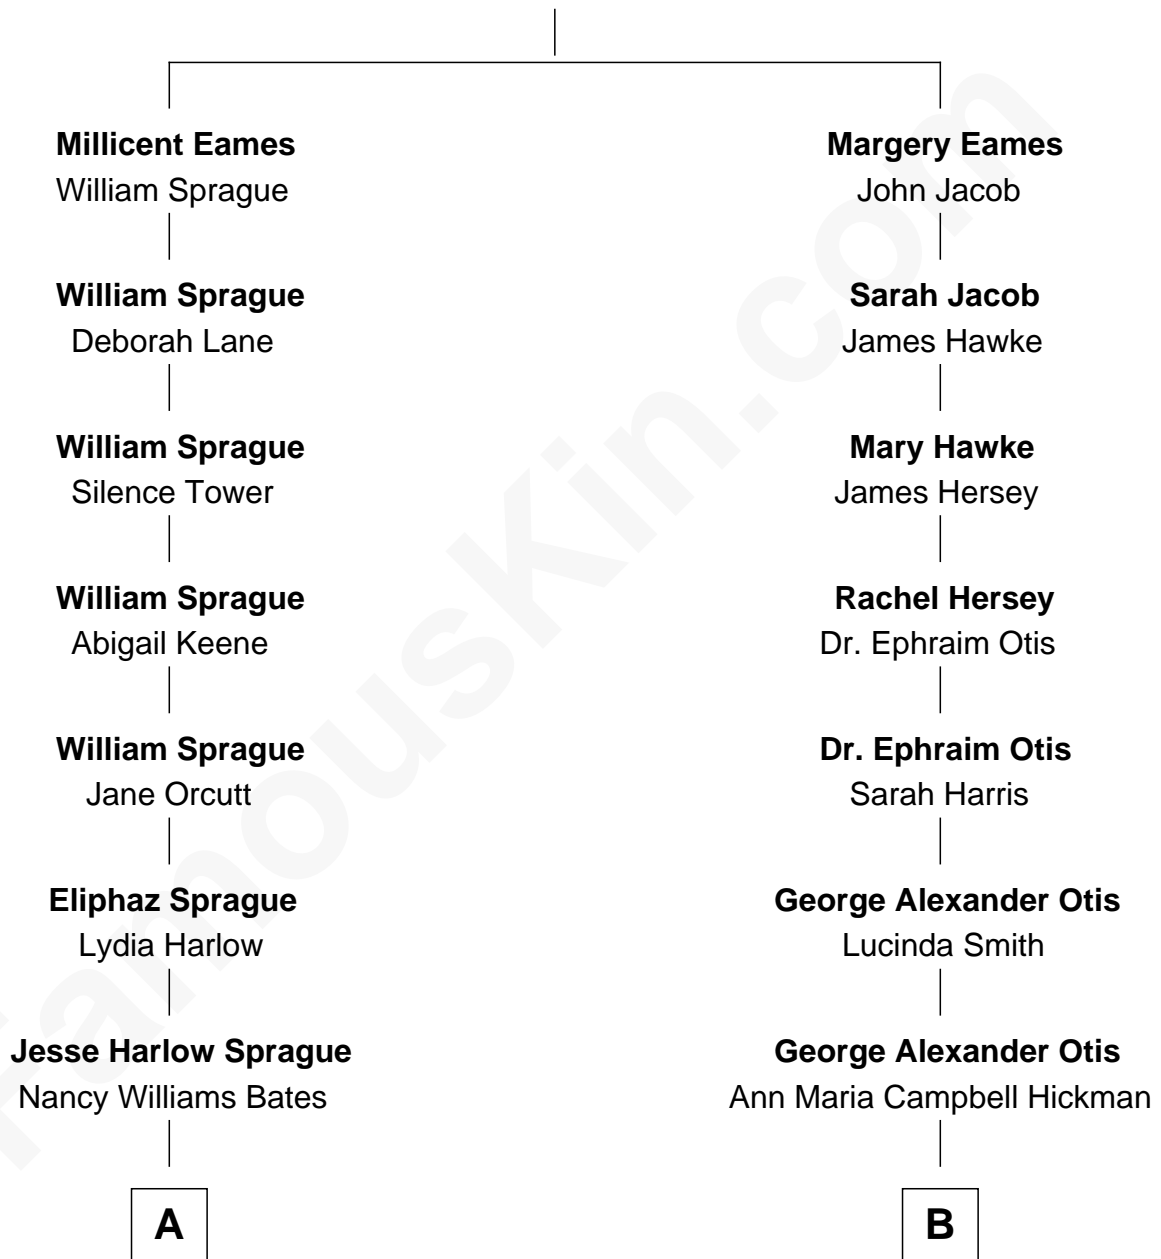 Millicent Eames
William Sprague
William Sprague
Deborah Lane
William Sprague
Silence Tower
William Sprague
Abigail Keene
William Sprague
Jane Orcutt
Eliphaz Sprague
Lydia Harlow
Jesse Harlow Sprague
Nancy Williams Bates
A
Margery Eames
John Jacob
Sarah Jacob
James Hawke
Mary Hawke
James Hersey
Rachel Hersey
Dr. Ephraim Otis
Dr. Ephraim Otis
Sarah Harris
George Alexander Otis
Lucinda Smith
George Alexander Otis
Ann Maria Campbell Hickman
B
FamousKin.com